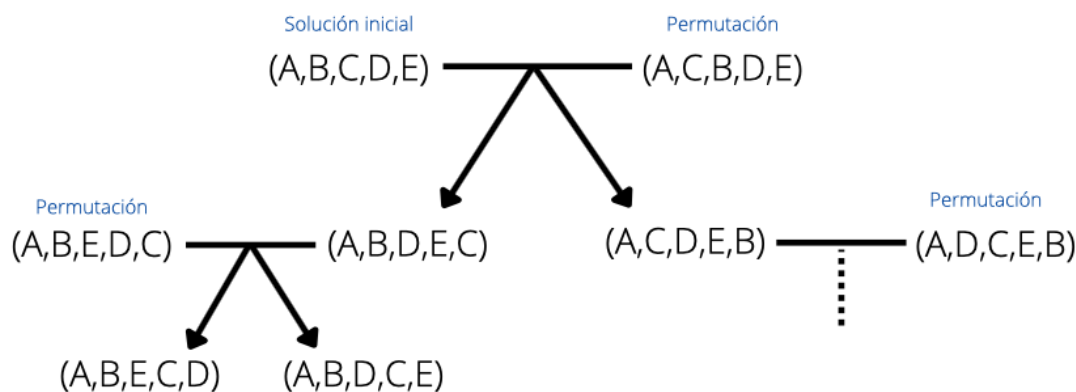 Solución inicial
Permutación
(A,B,C,D,E)
(A,C,B,D,E)
Permutación
Permutación
(A,B,E,D,C)
(A,B,D,E,C)
(A,C,D,E,B)
(A,D,C,E,B)
(A,B,E,C,D)
(A,B,D,C,E)